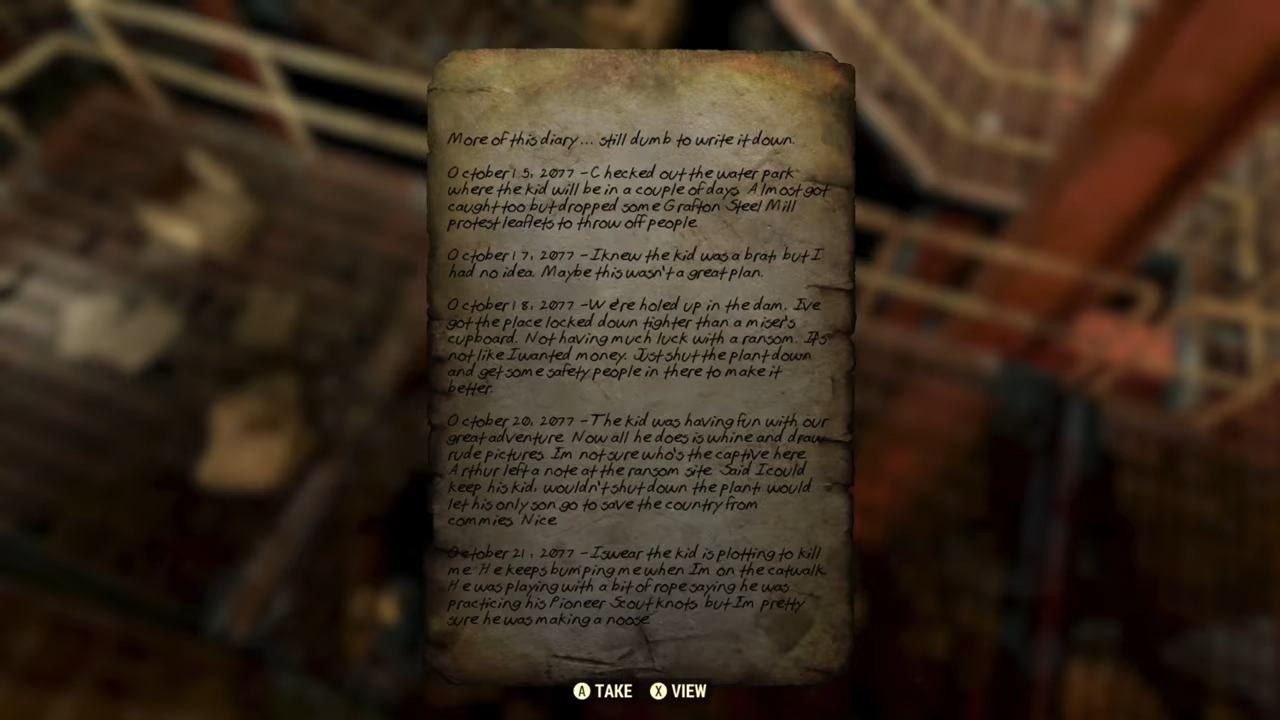 More of this diary... still dumb to write it down.
October 15, 2077 - Checked out the water park
where the kid will be in a couple of days. Almost got
caught too but dropped some Grafton Steel Mill
protest leaflets to throw off people.
October 17, 2077 - I knew the kid was a brat, but I
had no idea. Maybe this wasn't a great plan.
October 18, 2077 - We're holed up in the dam. I've
got the place locked down tighter than a miser's
cupboard. Not having much luck with a ransom. It's
not like I wanted money. Just shut the plant down
and get some safety people in there to make it
better.
October 20, 2077 - The kid was having fun with our
great adventure. Now all he does is whine and draw
rude pictures. I'm not sure who's the captive here.
Arthur left a note at the ransom site. Said I could
keep his kid, wouldn't shut down the plant, would
let his only son go to save the country from
commies. Nice.
October 21, 2077 - I swear the kid is plotting to kill
me. He keeps bumping me when I'm on the catwalk.
He was playing with a bit of rope saying he was
practicing his Pioneer Scout knots, but I'm pretty
sure he was making a noose.
A TAKE X VIEW